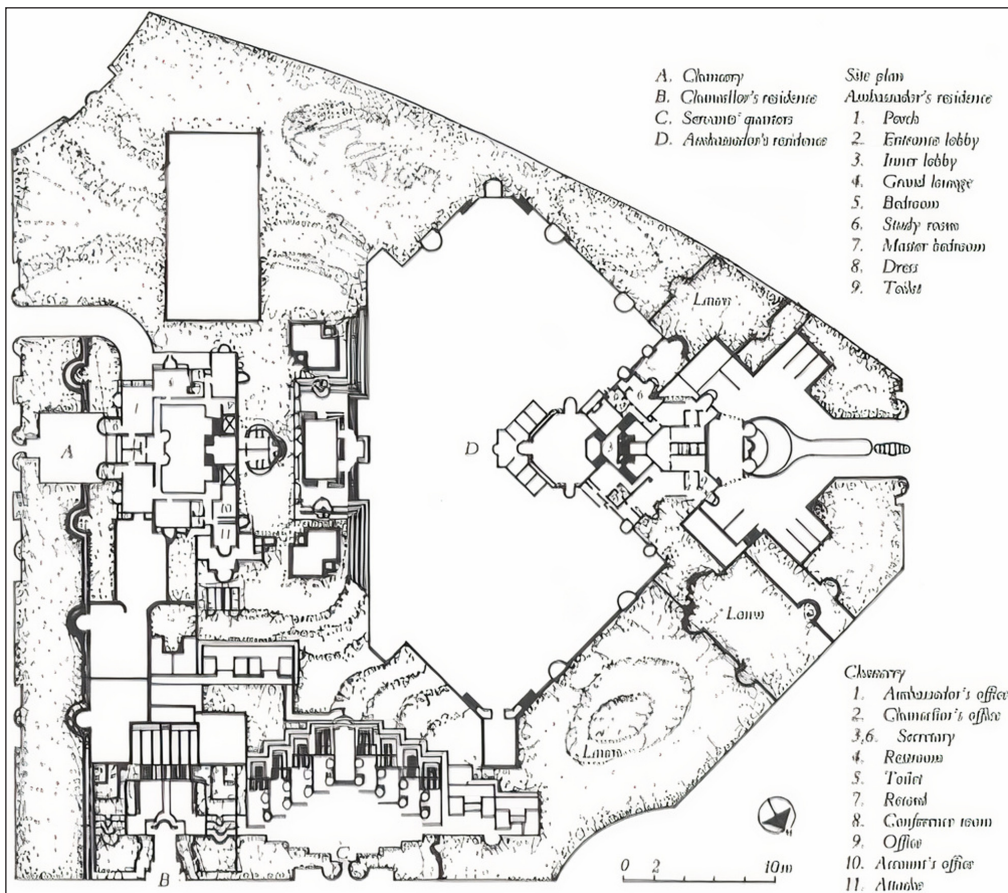 A. Chancery
B. Chancellor's residence
C. Servants' quarters
D. Ambassador's residence
Site plan
Ambassador's residence
1. Porch
2. Entrance lobby
3. Inner lobby
4. Grand lounge
5. Bedroom
6. Study room
7. Master bedroom
8. Dress
9. Toilet
Lawn
A
D
Lawn
Lawn
B
C
N
0 2 10m
Chancery
1. Ambassador's office
2. Chancellor's office
3,6. Secretary
4. Restroom
5. Toilet
7. Record
8. Conference room
9. Office
10. Account's office
11. Attache